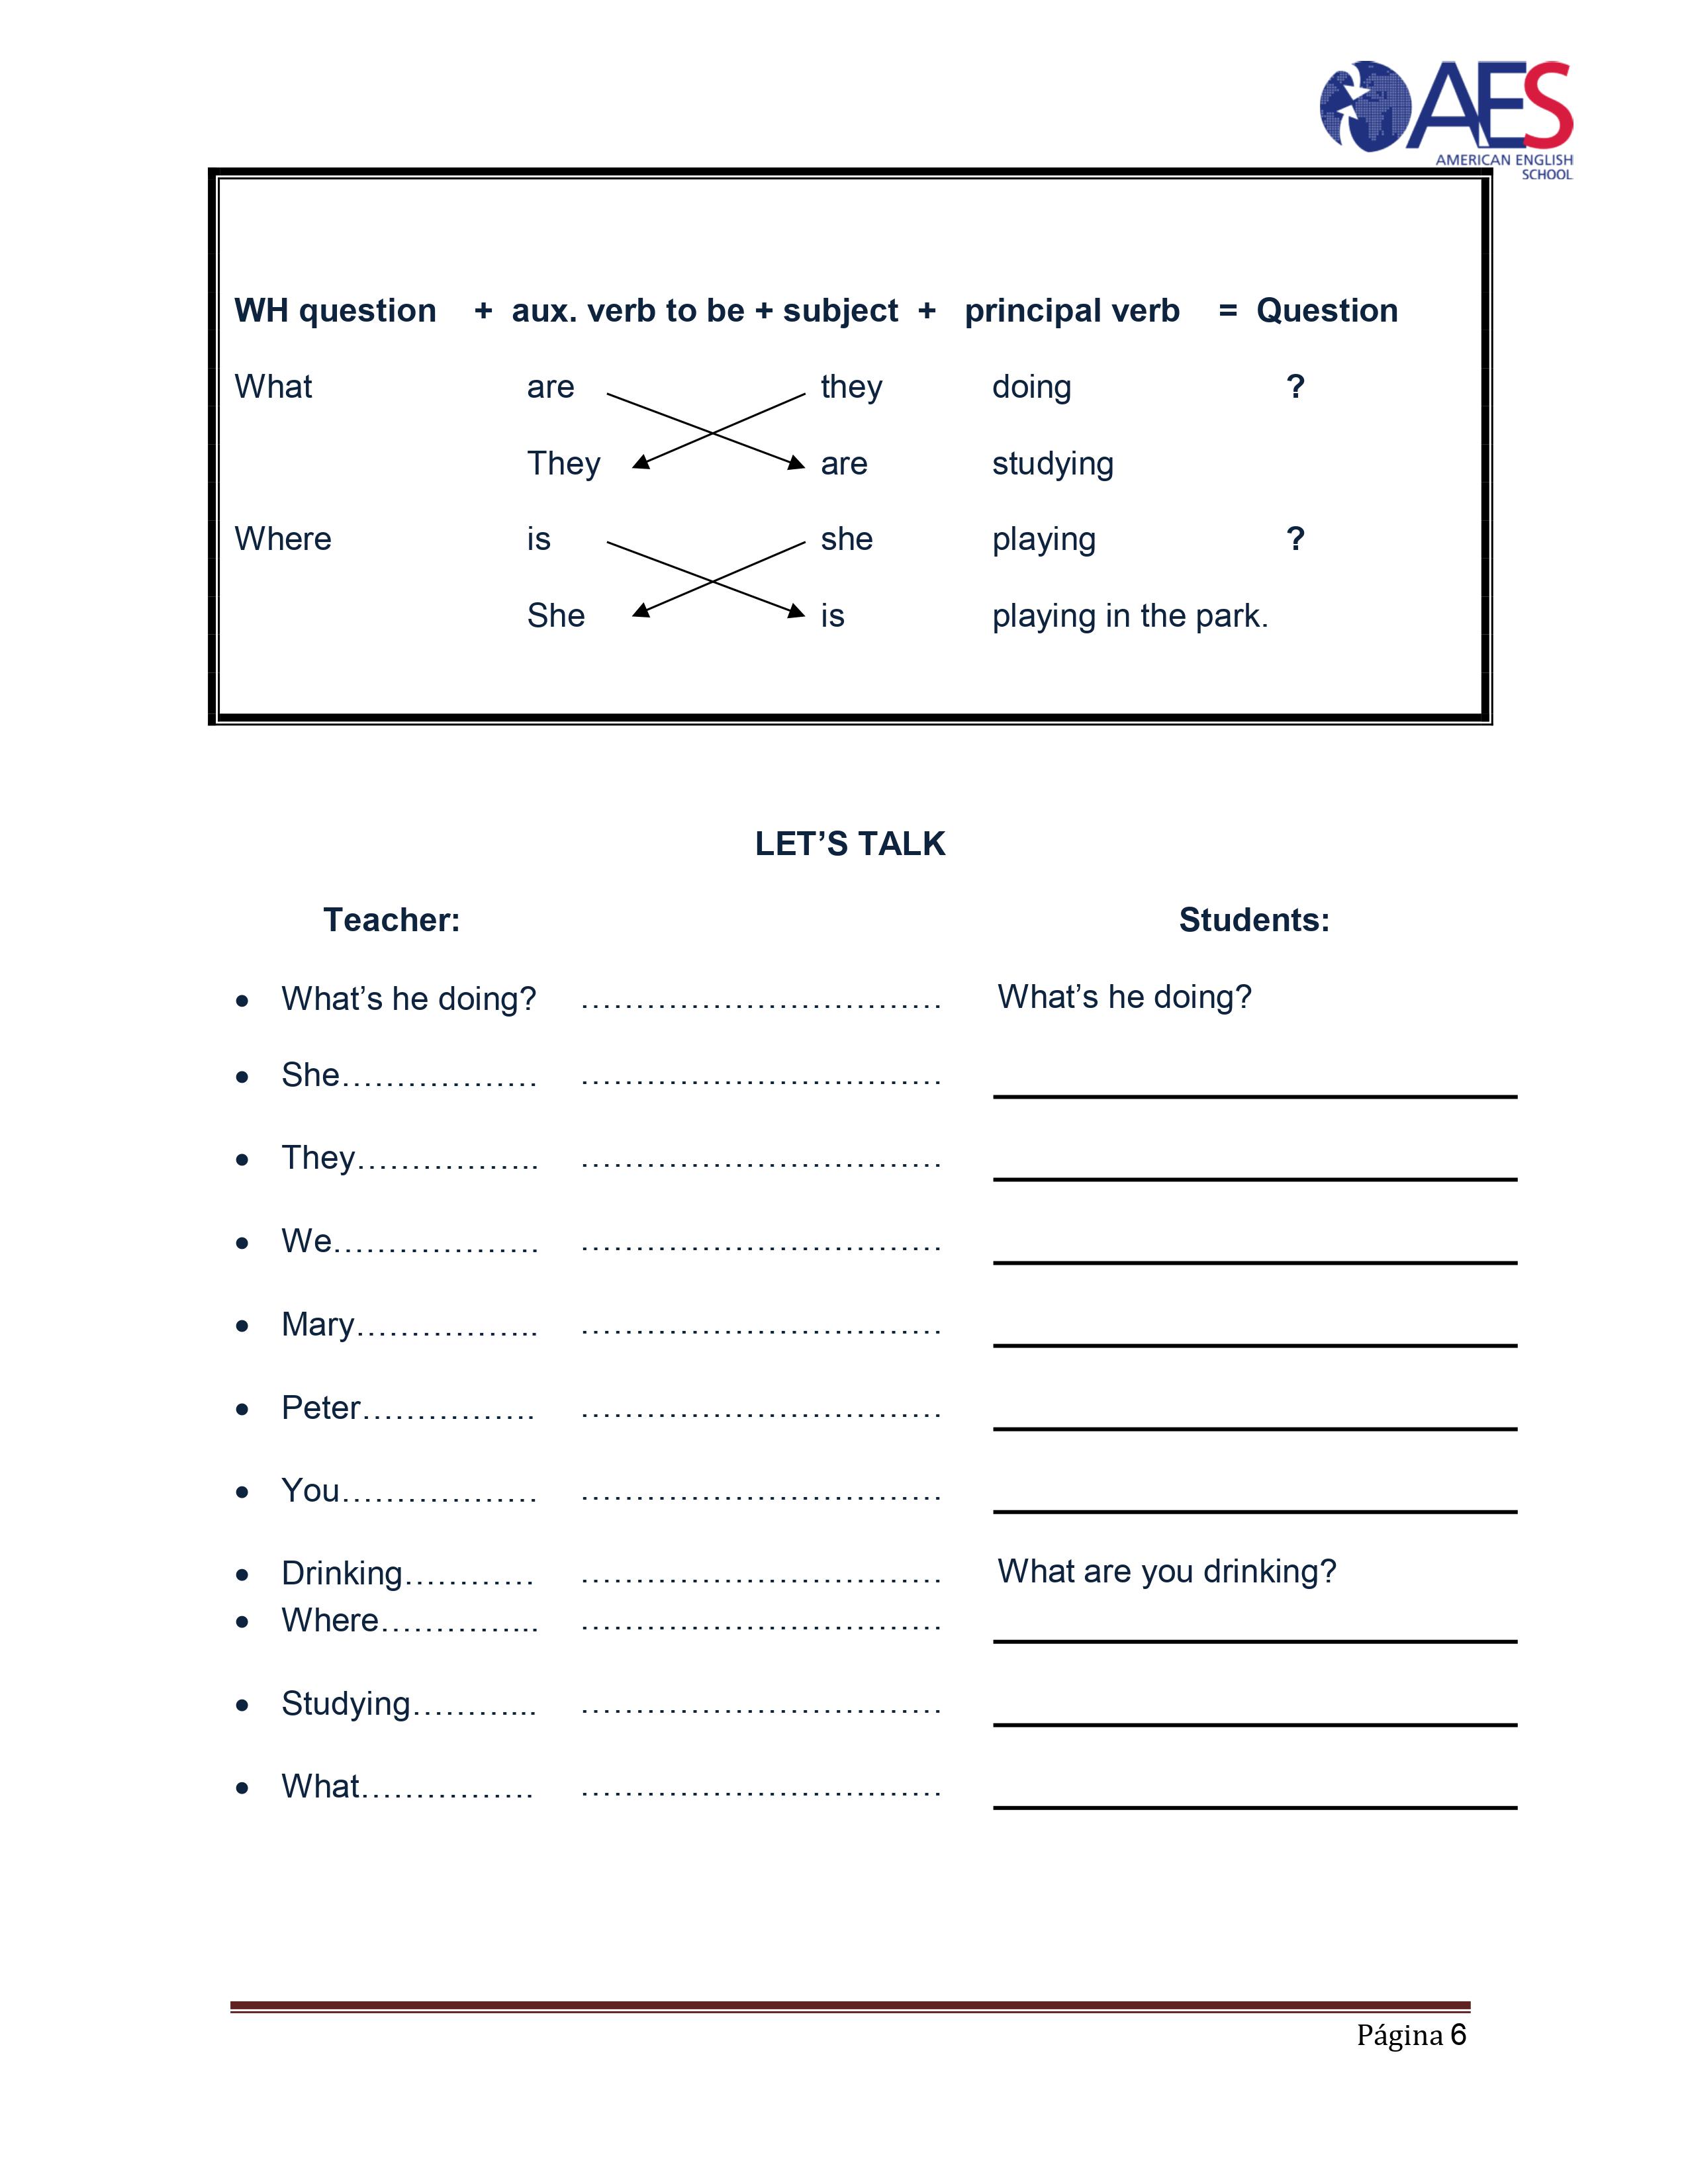 AES
AMERICAN ENGLISH
SCHOOL
WH question + aux. verb to be + subject + principal verb = Question
What are they doing ?
They are studying
Where is she playing ?
She is playing in the park.
LET’S TALK
Teacher: Students:
• What’s he doing? …………………………… What’s he doing?
• She……………… ……………………………
• They…………….. ……………………………
• We………………. ……………………………
• Mary…………….. ……………………………
• Peter……………. ……………………………
• You……………… ……………………………
• Drinking………… …………………………… What are you drinking?
• Where………….... ……………………………
• Studying………... ……………………………
• What……………. ……………………………
Página 6